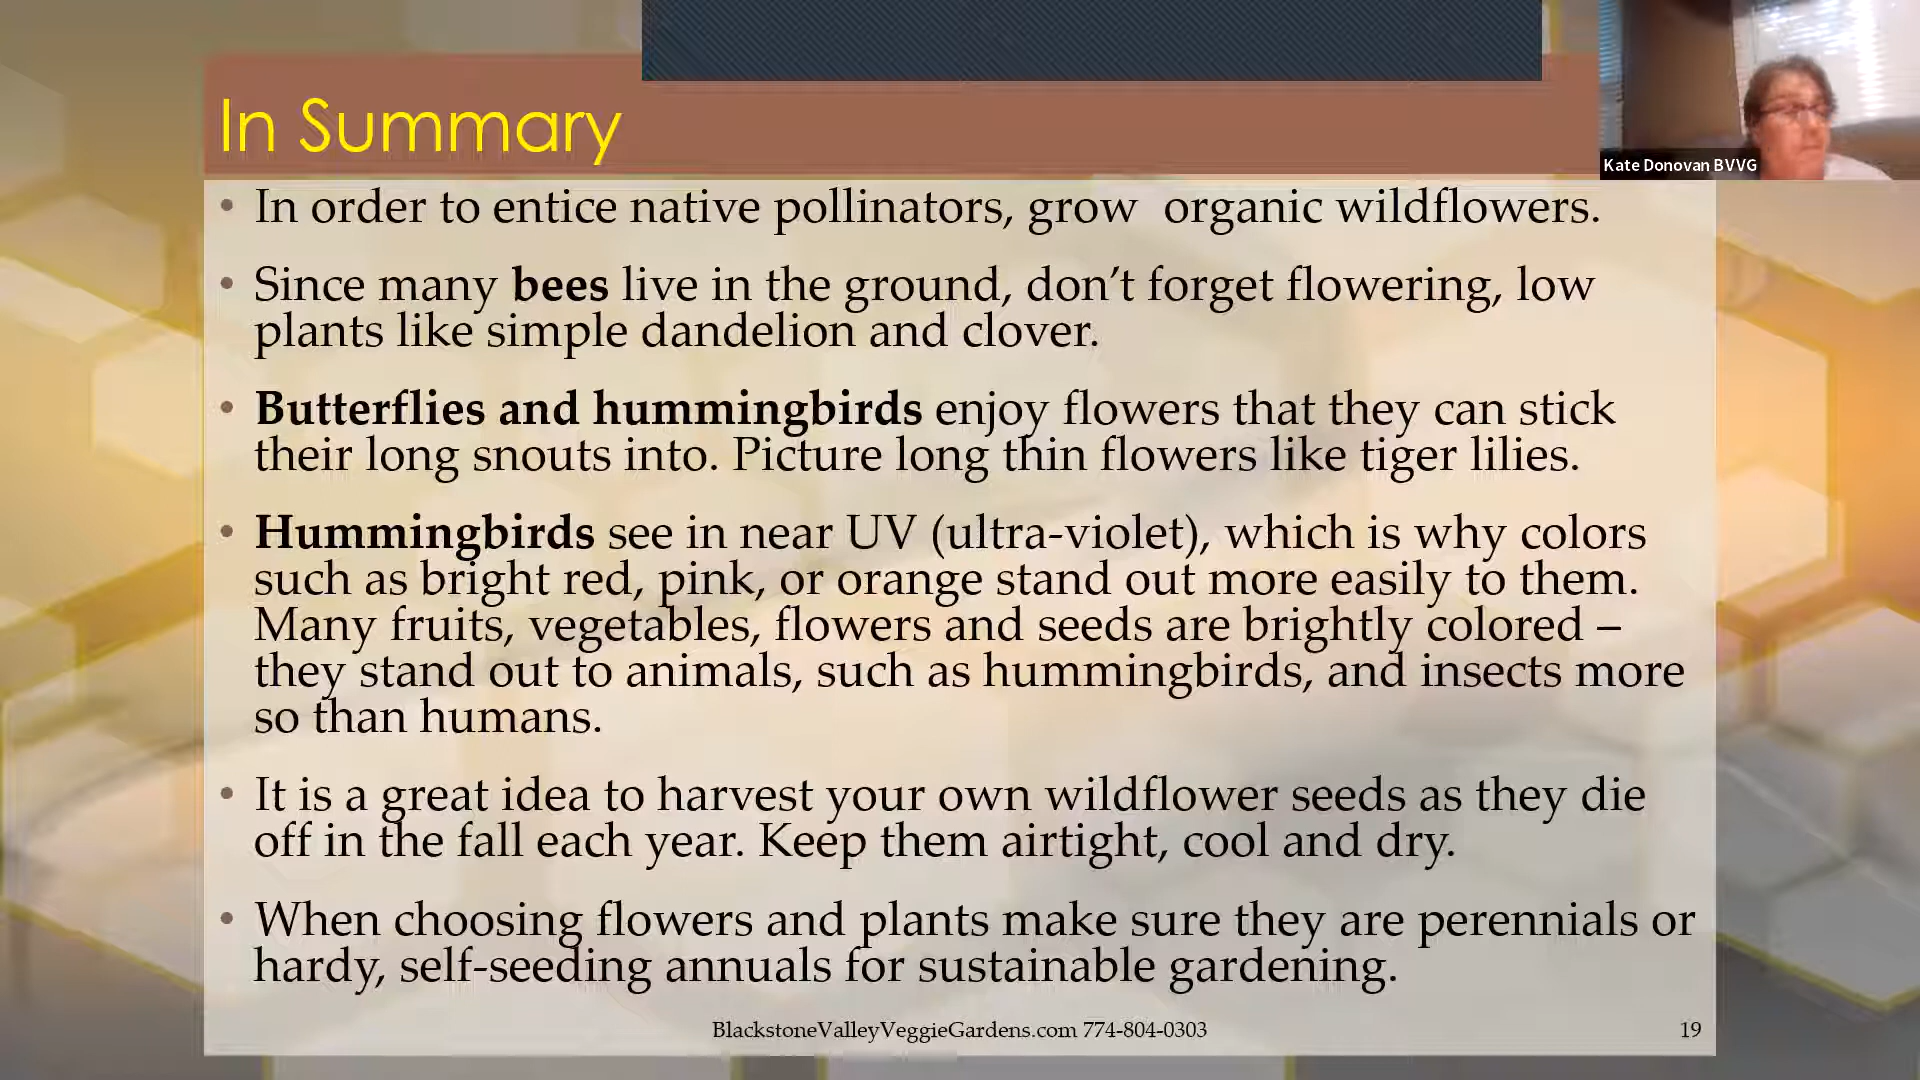 In Summary
Kate Donovan BVVG
• In order to entice native pollinators, grow  organic wildflowers.
• Since many bees live in the ground, don’t forget flowering, low
plants like simple dandelion and clover.
• Butterflies and hummingbirds enjoy flowers that they can stick
their long snouts into. Picture long thin flowers like tiger lilies.
• Hummingbirds see in near UV (ultra-violet), which is why colors
such as bright red, pink, or orange stand out more easily to them.
Many fruits, vegetables, flowers and seeds are brightly colored –
they stand out to animals, such as hummingbirds, and insects more
so than humans.
• It is a great idea to harvest your own wildflower seeds as they die
off in the fall each year. Keep them airtight, cool and dry.
• When choosing flowers and plants make sure they are perennials or
hardy, self-seeding annuals for sustainable gardening.
BlackstoneValleyVeggieGardens.com 774-804-0303
19